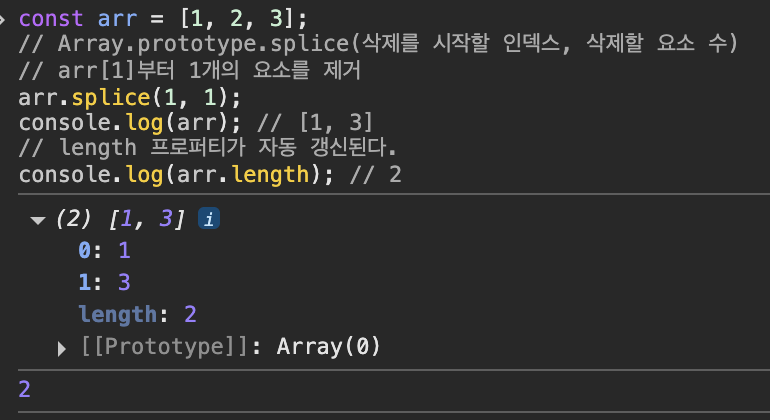 const arr = [1, 2, 3];
// Array.prototype.splice(삭제를 시작할 인덱스, 삭제할 요소 수)
// arr[1]부터 1개의 요소를 제거
arr.splice(1, 1);
console.log(arr); // [1, 3]
// length 프로퍼티가 자동 갱신된다.
console.log(arr.length); // 2
(2) [1, 3] i
0: 1
1: 3
length: 2
[[Prototype]]: Array(0)
2